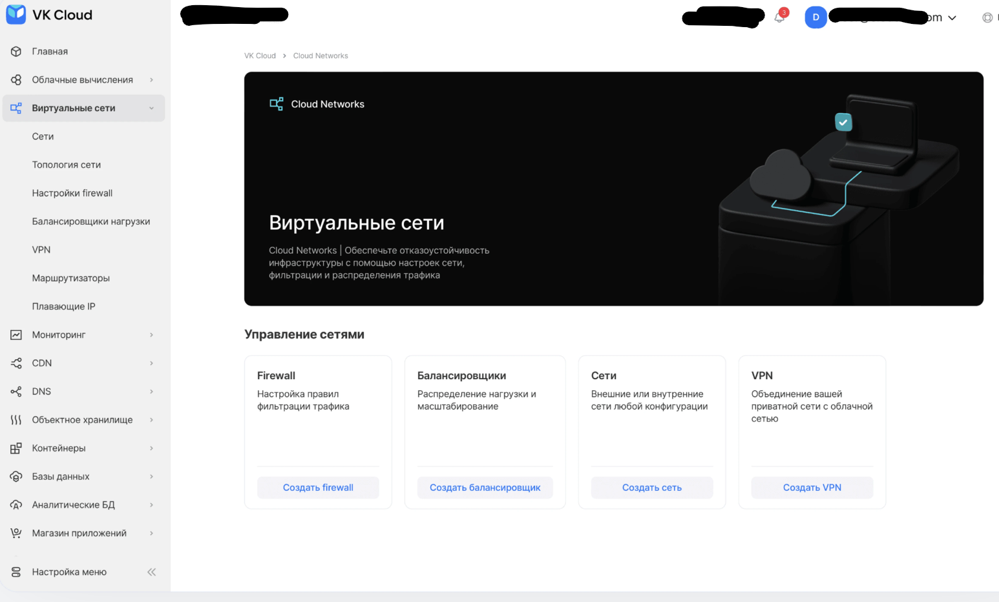 VK Cloud
3
D
om
Главная
Облачные вычисления
Виртуальные сети
Сети
Топология сети
Настройки firewall
Балансировщики нагрузки
VPN
Маршрутизаторы
Плавающие IP
Мониторинг
CDN
DNS
Объектное хранилище
Контейнеры
Базы данных
Аналитические БД
Магазин приложений
Настройка меню
VK Cloud > Cloud Networks
Cloud Networks
Виртуальные сети
Cloud Networks | Обеспечьте отказоустойчивость
инфраструктуры с помощью настроек сети,
фильтрации и распределения трафика
Управление сетями
Firewall
Настройка правил
фильтрации трафика
Создать firewall
Балансировщики
Распределение нагрузки и
масштабирование
Создать балансировщик
Сети
Внешние или внутренние
сети любой конфигурации
Создать сеть
VPN
Объединение вашей
приватной сети с облачной
сетью
Создать VPN